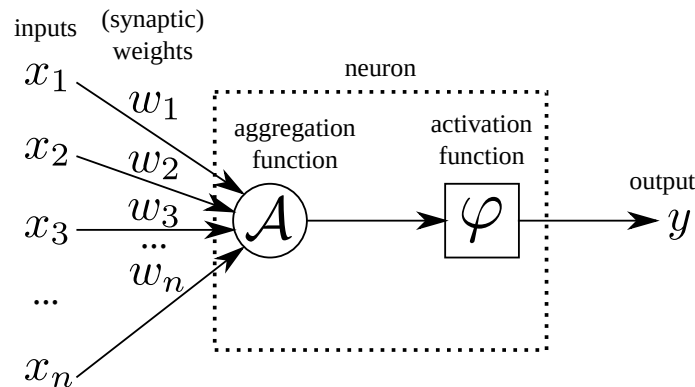 inputs
(synaptic)
weights
neuron
x₁
w₁
aggregation
function
activation
function
x₂
w₂
x₃
w₃
...
𝒜
φ
output
y
wₙ
...
xₙ